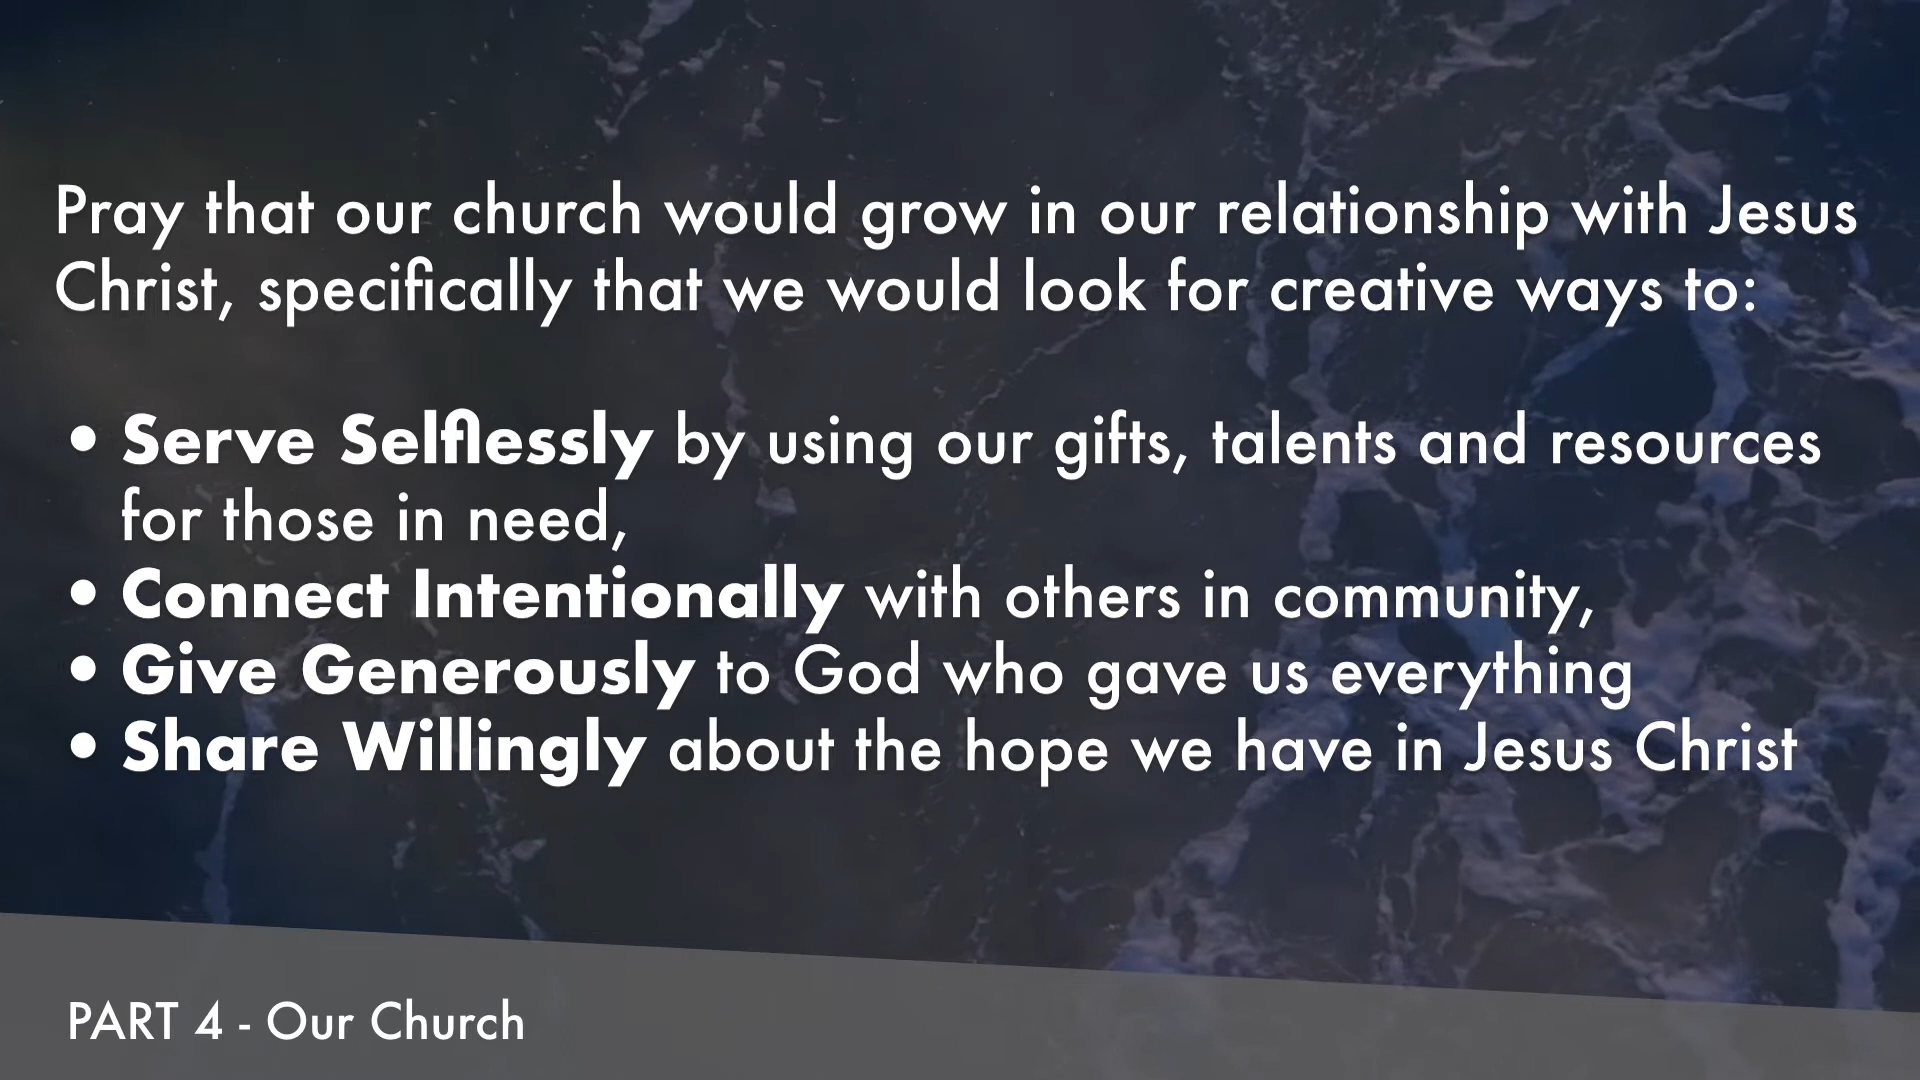 Pray that our church would grow in our relationship with Jesus
Christ, specifically that we would look for creative ways to:
• Serve Selflessly by using our gifts, talents and resources
for those in need,
• Connect Intentionally with others in community,
• Give Generously to God who gave us everything
• Share Willingly about the hope we have in Jesus Christ
PART 4 - Our Church